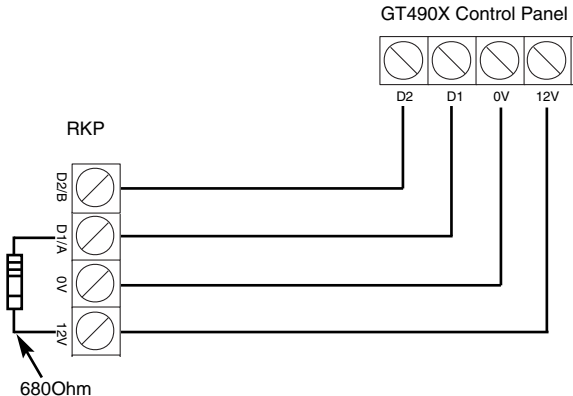 GT490X Control Panel
D2 D1 0V 12V
RKP
D2/B
D1/A
0V
12V
680Ohm